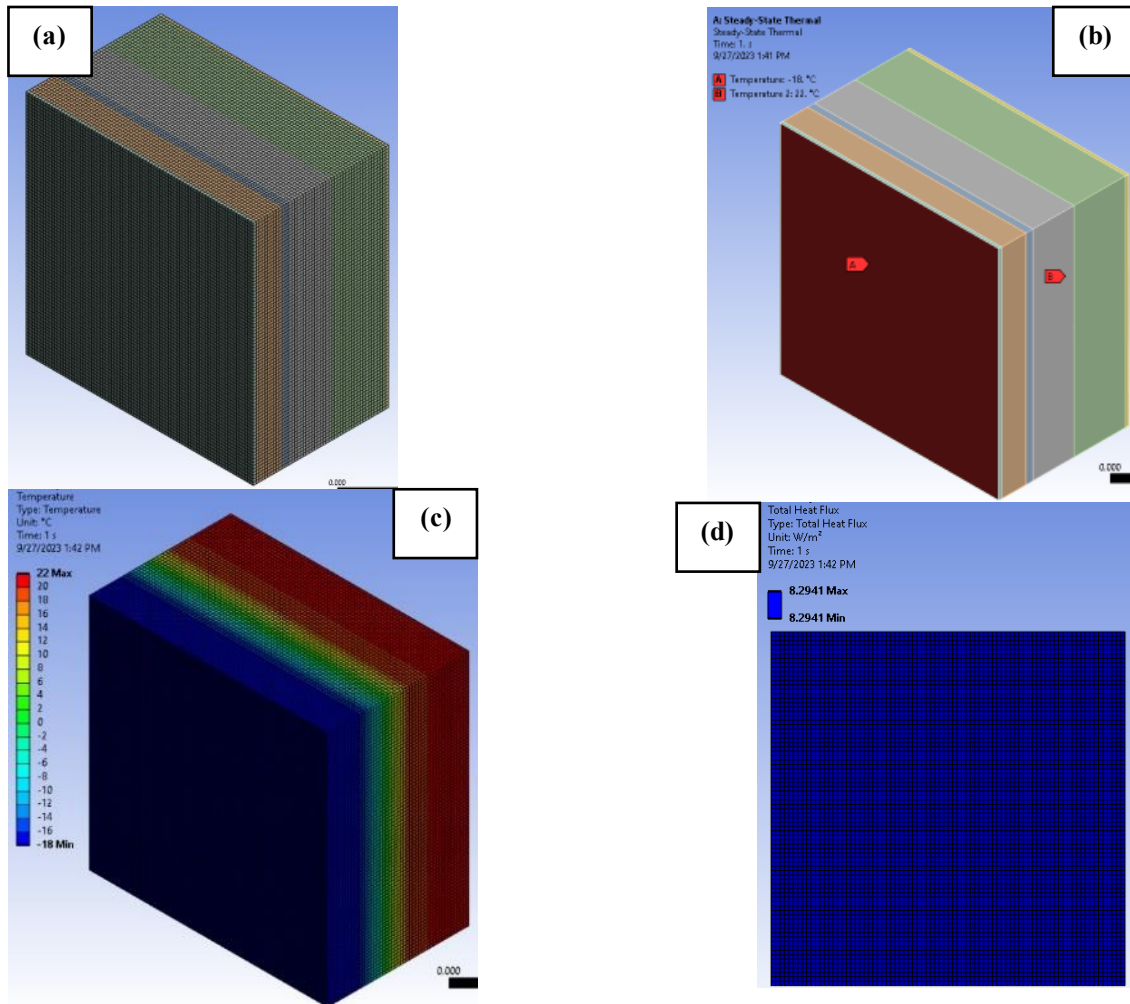 (a)
0.000
A: Steady-State Thermal
Steady-State Thermal
Time: 1. s
9/27/2023 1:41 PM
A Temperature: -18. °C
B Temperature 2: 22. °C
(b)
A
B
0.000
Temperature
Type: Temperature
Unit: °C
Time: 1 s
9/27/2023 1:42 PM
(c)
22 Max
20
18
16
14
12
10
8
6
4
2
0
-2
-4
-6
-8
-10
-12
-14
-16
-18 Min
0.000
(d)
Total Heat Flux
Type: Total Heat Flux
Unit: W/m²
Time: 1 s
9/27/2023 1:42 PM
8.2941 Max
8.2941 Min